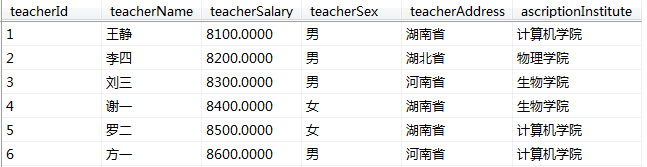 teacherId teacherName teacherSalary teacherSex teacherAddress ascriptionInstitute
1 王静 8100.0000 男 湖南省 计算机学院
2 李四 8200.0000 男 湖北省 物理学院
3 刘三 8300.0000 男 河南省 生物学院
4 谢一 8400.0000 女 湖南省 生物学院
5 罗二 8500.0000 女 湖南省 计算机学院
6 方一 8600.0000 男 河南省 计算机学院